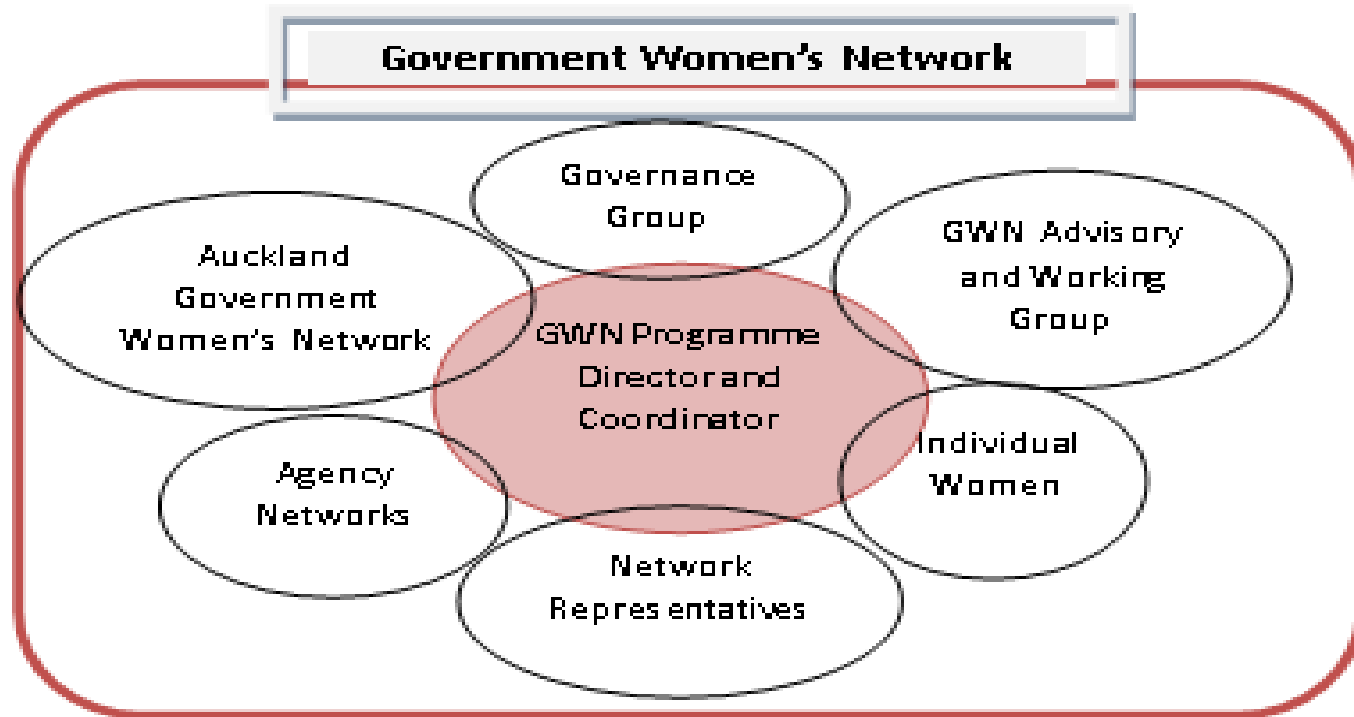 Government Women's Network
Governance
Group
Auckland
Government
Women's Network
GWN Advisory
and Working
Group
GWN Programme
Director and
Coordinator
Agency
Networks
Individual
Women
Network
Representatives